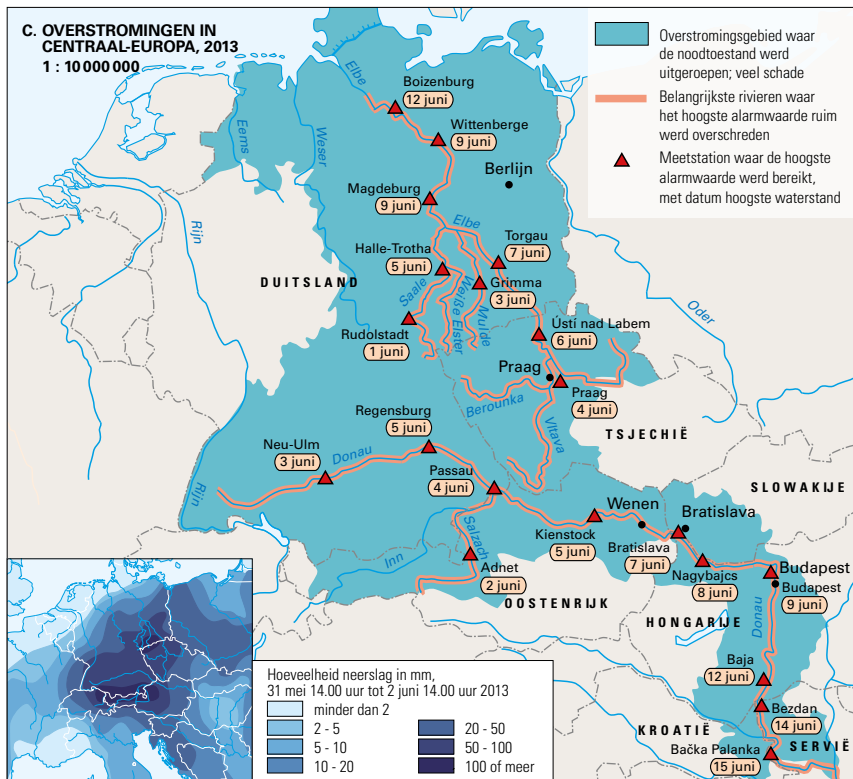 C. OVERSTROMINGEN IN
CENTRAAL-EUROPA, 2013
1 : 10 000 000
Overstromingsgebied waar
de noodtoestand werd
uitgeroepen; veel schade
Belangrijkste rivieren waar
het hoogste alarmwaarde ruim
werd overschreden
Meetstation waar de hoogste
alarmwaarde werd bereikt,
met datum hoogste waterstand
Elbe
Boizenburg
12 juni
Wittenberge
9 juni
Eems
Weser
Berlijn
Magdeburg
9 juni
Elbe
Rijn
Torgau
7 juni
Halle-Trotha
5 juni
Grimma
3 juni
DUITSLAND
Saale
Weiße Elster
Mulde
Oder
Rudolstadt
1 juni
Ústí nad Labem
6 juni
Praag
Praag
4 juni
Berounka
Vltava
TSJECHIË
Regensburg
5 juni
Neu-Ulm
3 juni
Donau
Passau
4 juni
Rijn
SLOWAKIJE
Wenen
Bratislava
Kienstock
5 juni
Bratislava
7 juni
Salzach
Inn
Adnet
2 juni
Nagybajcs
8 juni
Budapest
Budapest
9 juni
OOSTENRIJK
HONGARIJE
Donau
Baja
12 juni
Bezdan
14 juni
KROATIË
SERVIË
Bačka Palanka
15 juni
Hoeveelheid neerslag in mm,
31 mei 14.00 uur tot 2 juni 14.00 uur 2013
minder dan 2
2 - 5
5 - 10
10 - 20
20 - 50
50 - 100
100 of meer